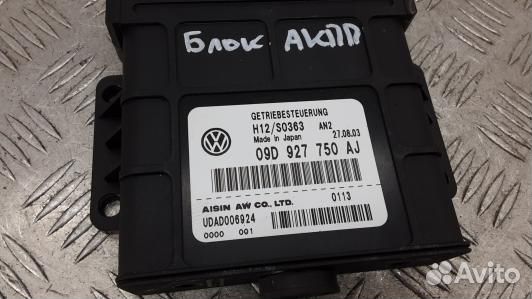 Блок АКПП
GETRIEBESTEUERUNG
H12/S0363 AN2
Made in Japan 27.08.03
09D 927 750 AJ
AISIN AW CO., LTD. 0113
UDAD006924
0000 001
Avito